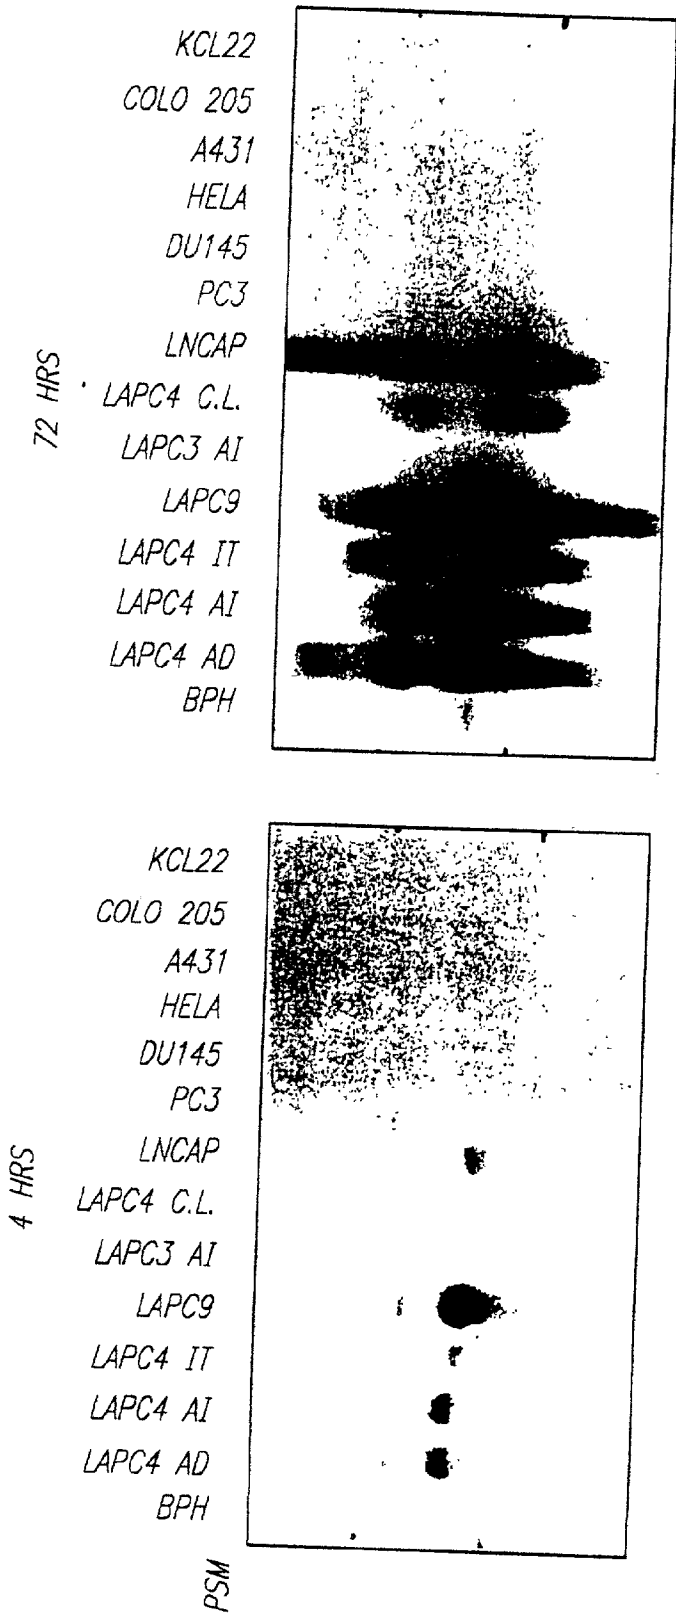 72 HRS
KCL22
COLO 205
A431
HELA
DU145
PC3
LNCAP
LAPC4 C.L.
LAPC3 AI
LAPC9
LAPC4 IT
LAPC4 AI
LAPC4 AD
BPH
4 HRS
KCL22
COLO 205
A431
HELA
DU145
PC3
LNCAP
LAPC4 C.L.
LAPC3 AI
LAPC9
LAPC4 IT
LAPC4 AI
LAPC4 AD
BPH
PSM